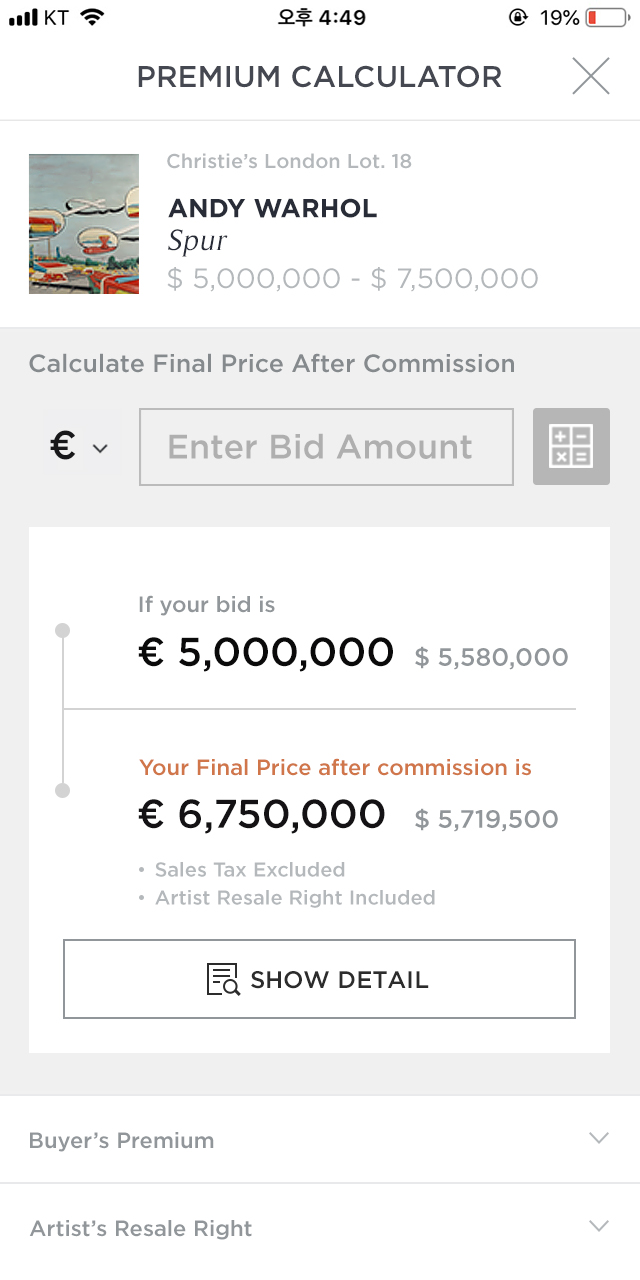 KT 오후 4:49 19%
PREMIUM CALCULATOR
Christie's London Lot. 18
ANDY WARHOL
Spur
$ 5,000,000 - $ 7,500,000
Calculate Final Price After Commission
€ Enter Bid Amount
If your bid is
€ 5,000,000 $ 5,580,000
Your Final Price after commission is
€ 6,750,000 $ 5,719,500
• Sales Tax Excluded
• Artist Resale Right Included
SHOW DETAIL
Buyer's Premium
Artist's Resale Right